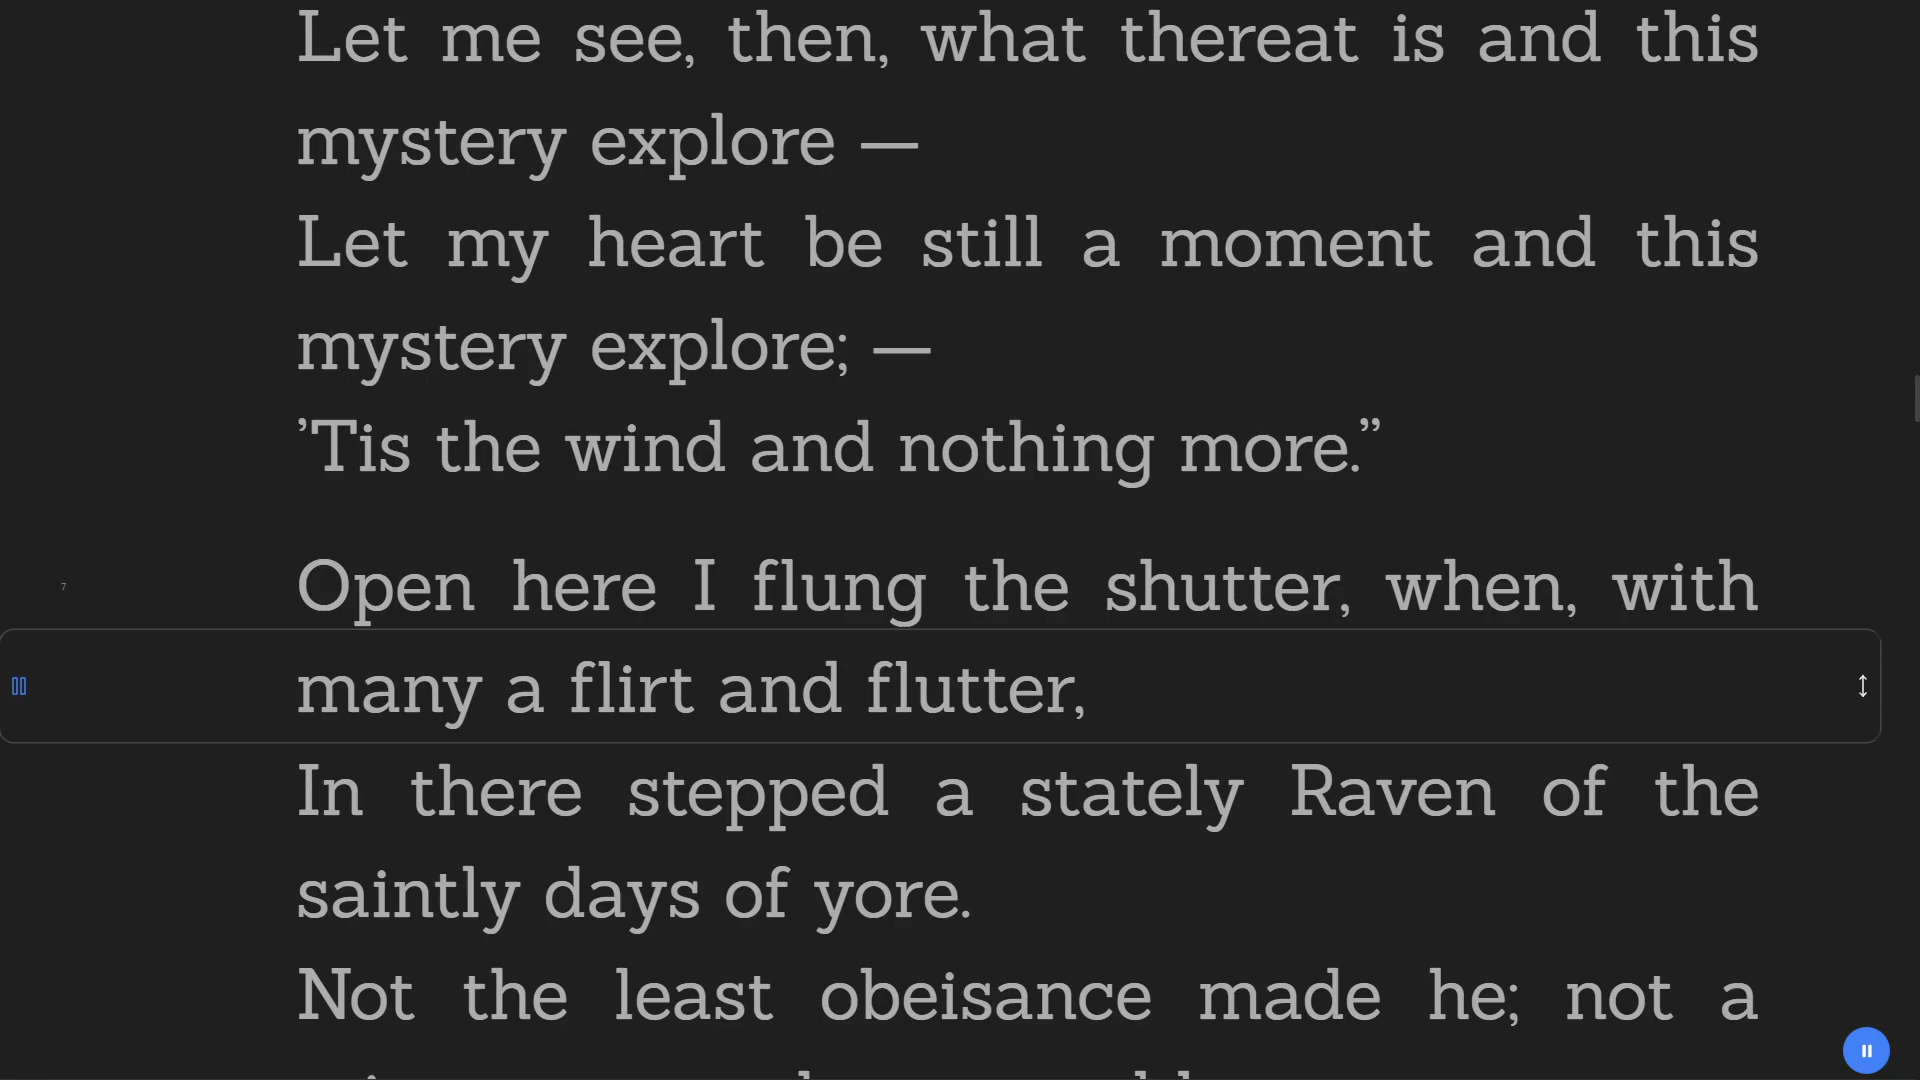 Let me see, then, what thereat is and this
mystery explore —
Let my heart be still a moment and this
mystery explore; —
’Tis the wind and nothing more.”
7
Open here I flung the shutter, when, with
many a flirt and flutter,
In there stepped a stately Raven of the
saintly days of yore.
Not the least obeisance made he; not a